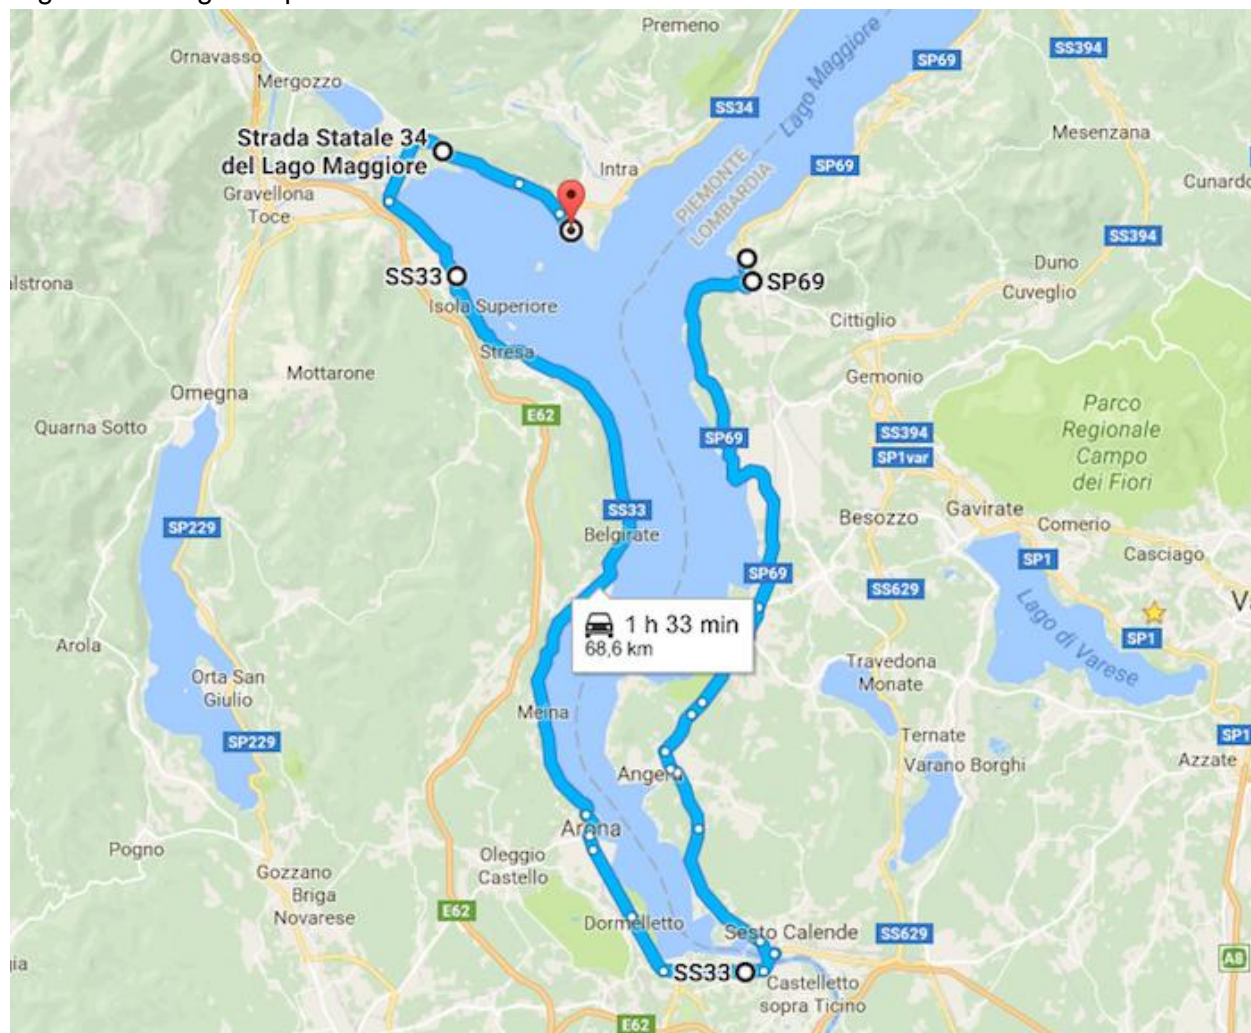 Premeno
SS394
Ornavasso
SP69
Mergozzo
Lago Maggiore
SS34
Mesenzana
Strada Statale 34
del Lago Maggiore
Intra
SP69
PIEMONTE
LOMBARDIA
Cunardo
Gravellona
Toce
SS394
Duno
Cuveglio
SS33
SP69
Isola Superiore
Cittiglio
Stresa
Mottarone
Gemonio
Omegna
E62
Parco
Regionale
Campo
dei Fiori
Quarna Sotto
SP69
SS394
SP1var
SS33
Besozzo
Gavirate
Comerio
SP229
Belgirate
Casciago
SP1
SP69
SS629
Lago di Varese
1 h 33 min
68,6 km
SP1
Arola
Travedona
Monate
Orta San
Giulio
Meina
SP229
Ternate
SP1
Varano Borghi
Azzate
Angera
Arona
Pogno
Oleggio
Castello
Gozzano
Briga
Novarese
E62
Dormelletto
Sesto Calende
SS629
SS33
A8
Castelletto
sopra Ticino
E62